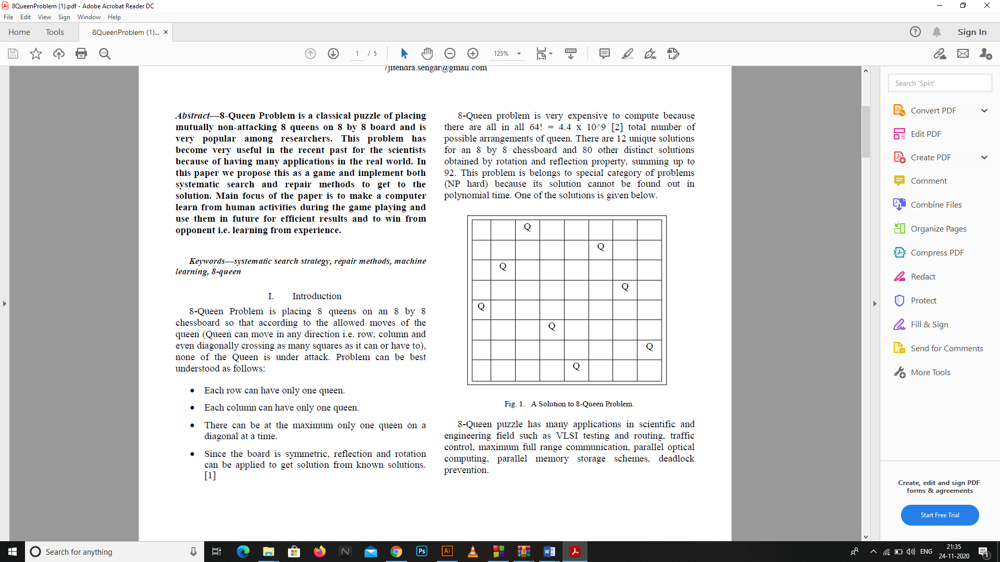 8QueenProblem (1).pdf - Adobe Acrobat Reader DC
File Edit View Sign Window Help
Home Tools 8QueenProblem (1)... × Sign In
1 / 5 125%
/jitendra.sengar@gmail.com
Abstract—8-Queen Problem is a classical puzzle of placing
mutually non-attacking 8 queens on 8 by 8 board and is
very popular among researchers. This problem has
become very useful in the recent past for the scientists
because of having many applications in the real world. In
this paper we propose this as a game and implement both
systematic search and repair methods to get to the
solution. Main focus of the paper is to make a computer
learn from human activities during the game playing and
use them in future for efficient results and to win from
opponent i.e. learning from experience.
Keywords—systematic search strategy, repair methods, machine
learning, 8-queen
I. Introduction
8-Queen Problem is placing 8 queens on an 8 by 8
chessboard so that according to the allowed moves of the
queen (Queen can move in any direction i.e. row, column and
even diagonally crossing as many squares as it can or have to),
none of the Queen is under attack. Problem can be best
understood as follows:
• Each row can have only one queen.
• Each column can have only one queen.
• There can be at the maximum only one queen on a
diagonal at a time.
• Since the board is symmetric, reflection and rotation
can be applied to get solution from known solutions.
[1]
8-Queen problem is very expensive to compute because
there are all in all 64! = 4.4 x 10^9 [2] total number of
possible arrangements of queen. There are 12 unique solutions
for an 8 by 8 chessboard and 80 other distinct solutions
obtained by rotation and reflection property, summing up to
92. This problem is belongs to special category of problems
(NP hard) because its solution cannot be found out in
polynomial time. One of the solutions is given below.
Q
Q
Q
Q
Q
Q
Q
Q
Fig. 1. A Solution to 8-Queen Problem.
8-Queen puzzle has many applications in scientific and
engineering field such as VLSI testing and routing, traffic
control, maximum full range communication, parallel optical
computing, parallel memory storage schemes, deadlock
prevention.
Search 'Split'
Convert PDF
Edit PDF
Create PDF
Comment
Combine Files
Organize Pages
Compress PDF
Redact
Protect
Fill & Sign
Send for Comments
More Tools
Create, edit and sign PDF
forms & agreements
Start Free Trial
Search for anything
Ps
Ai
ENG
21:35
24-11-2020
1